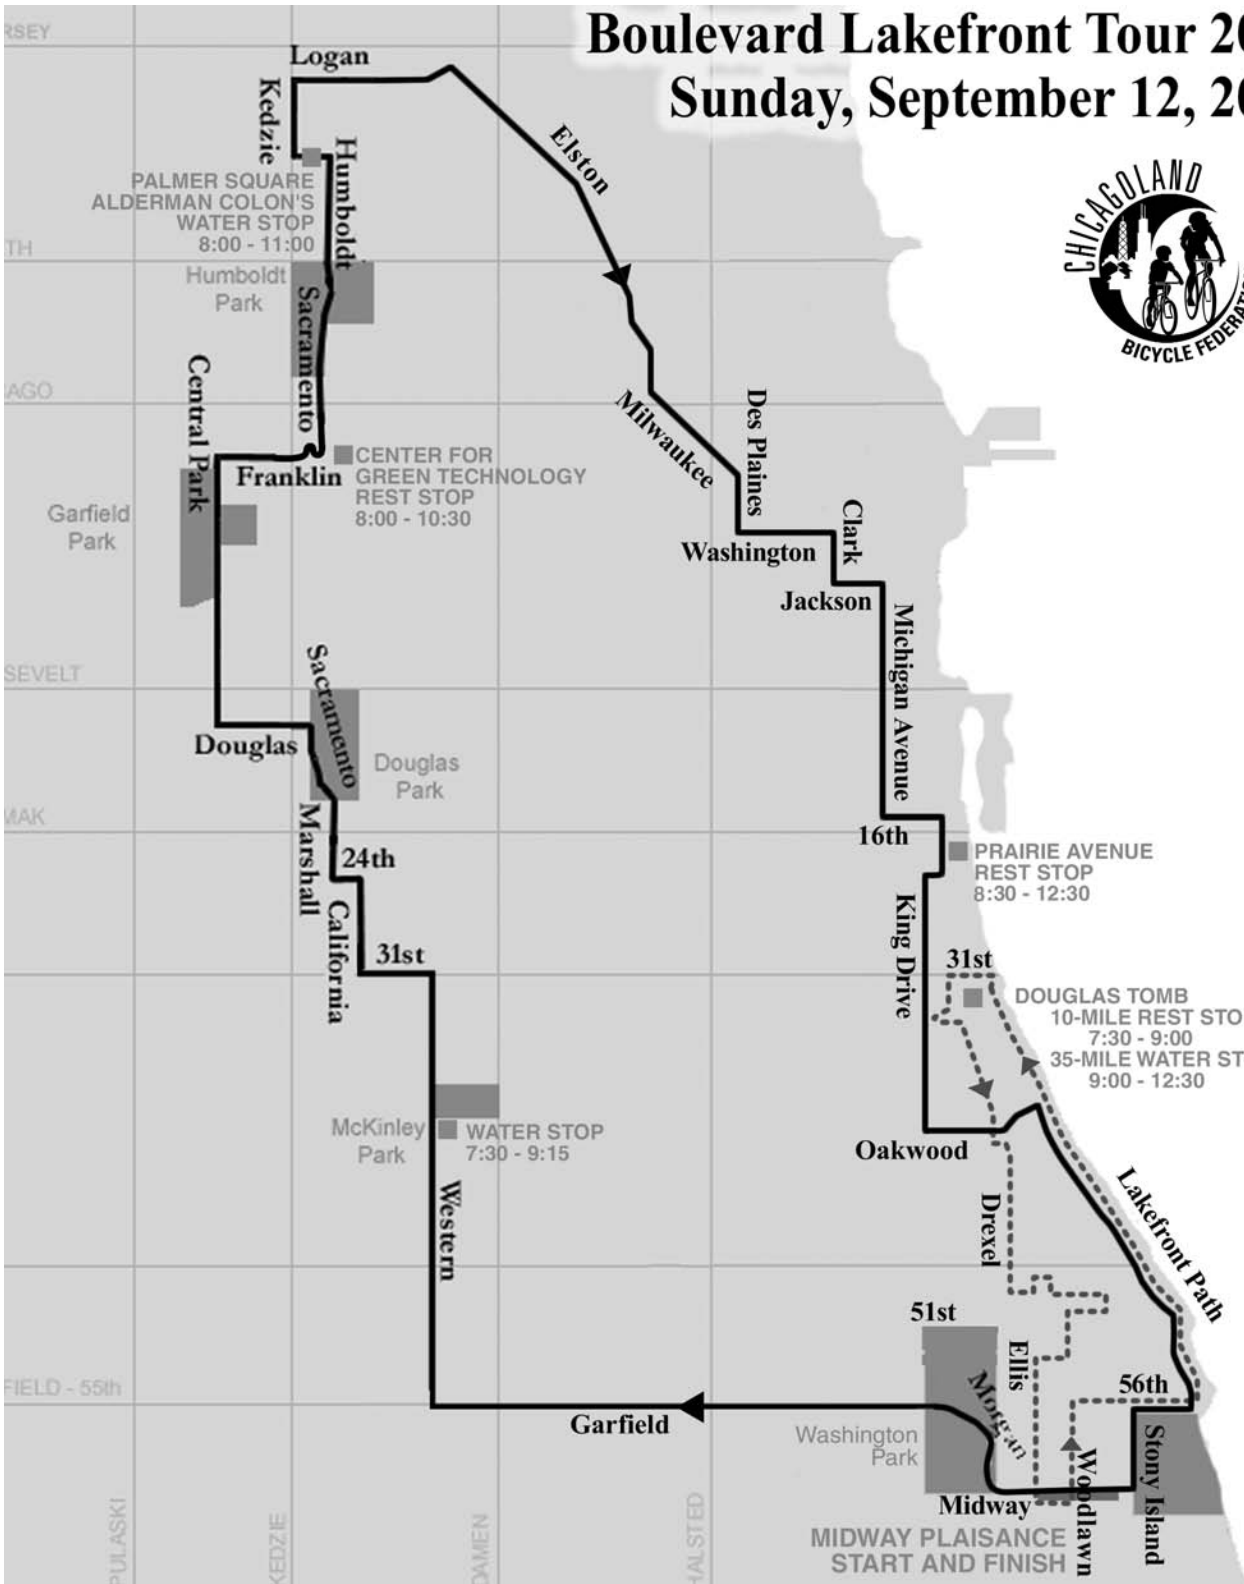 Boulevard Lakefront Tour 20
Sunday, September 12, 20
RSEY
Logan
Kedzie
Humboldt
Elston
CHICAGOLAND
BICYCLE FEDERATIO
PALMER SQUARE
ALDERMAN COLON'S
WATER STOP
8:00 - 11:00
TH
Humboldt
Park
Sacramento
AGO
Central Park
Milwaukee
Des Plaines
CENTER FOR
GREEN TECHNOLOGY
REST STOP
8:00 - 10:30
Franklin
Garfield
Park
Clark
Washington
Jackson
Michigan Avenue
SEVELT
Sacramento
Douglas
Douglas
Park
MAK
Marshall
24th
16th
PRAIRIE AVENUE
REST STOP
8:30 - 12:30
California
King Drive
31st
31st
DOUGLAS TOMB
10-MILE REST STO
7:30 - 9:00
35-MILE WATER ST
9:00 - 12:30
McKinley
Park
WATER STOP
7:30 - 9:15
Oakwood
Western
Drexel
Lakefront Path
51st
Ellis
56th
FIELD - 55th
Garfield
Morgan
Washington
Park
Woodlawn
Stony Island
Midway
MIDWAY PLAISANCE
START AND FINISH
PULASKI
KEDZIE
DAMEN
HALSTED